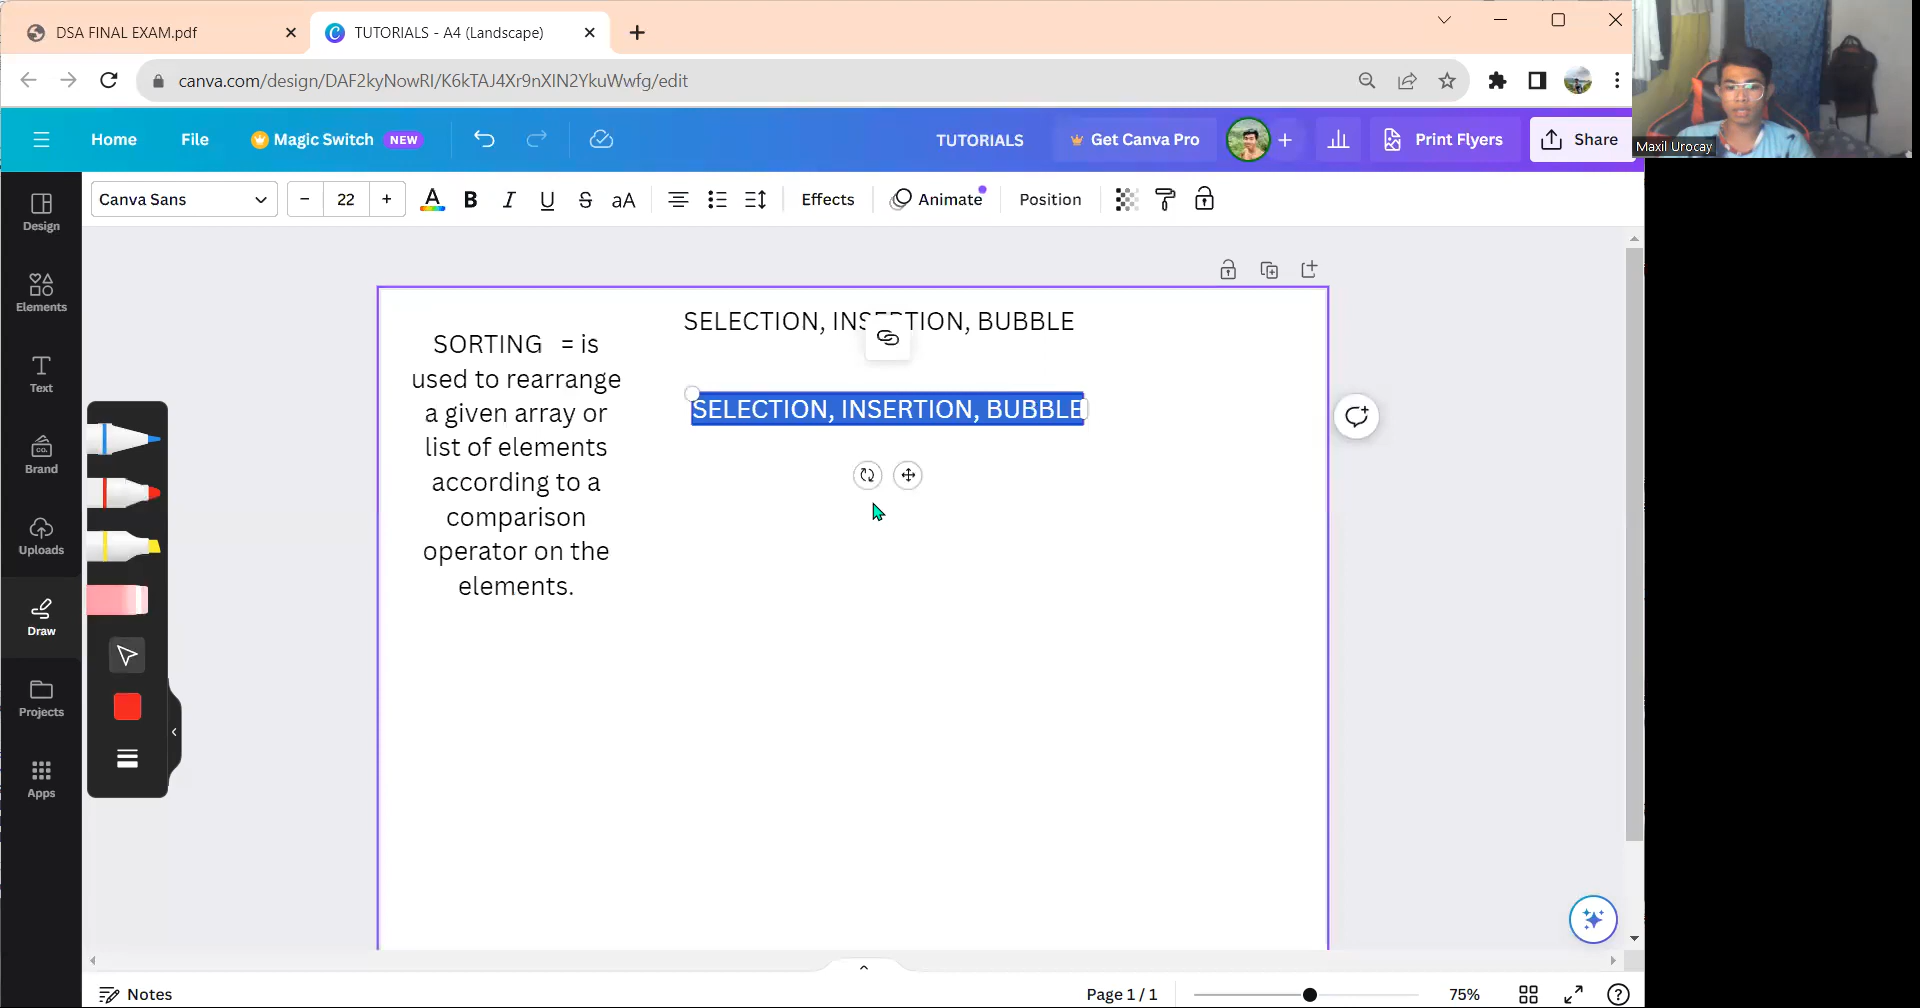 DSA FINAL EXAM.pdf
TUTORIALS - A4 (Landscape)
canva.com/design/DAF2kyNowRI/K6kTAJ4Xr9nXIN2YkuWwfg/edit
Maxil Urocay
Home
File
Magic Switch
NEW
TUTORIALS
Get Canva Pro
Print Flyers
Share
Canva Sans
22
A
B
I
U
S
aA
Effects
Animate
Position
Design
Elements
Text
Brand
Uploads
Draw
Projects
Apps
SORTING = is
used to rearrange
a given array or
list of elements
according to a
comparison
operator on the
elements.
SELECTION, INSERTION, BUBBLE
SELECTION, INSERTION, BUBBLE
Notes
Page 1 / 1
75%